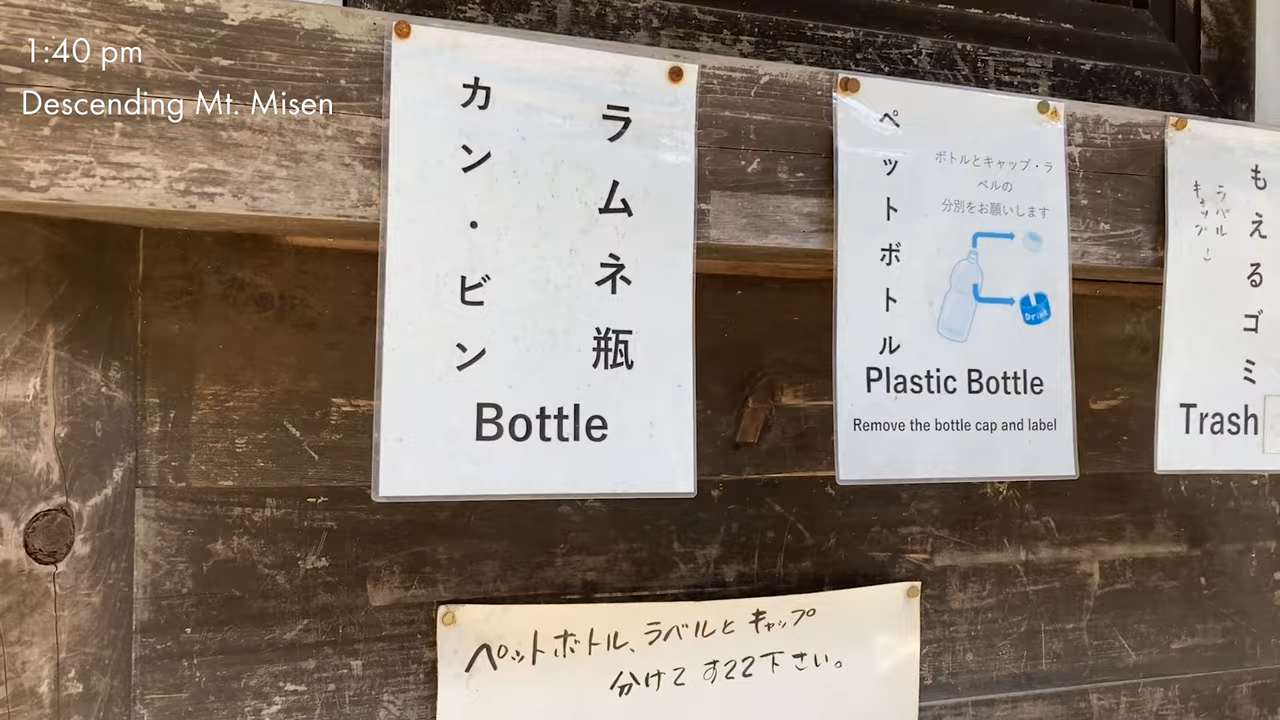 1:40 pm
Descending Mt. Misen
ラムネ瓶
カン・ビン
Bottle
ペットボトル
ボトルとキャップ・ラ
ベルの
分別をお願いします
Drink
Plastic Bottle
Remove the bottle cap and label
もえるゴミ
ラベル
キャップ
Trash
ペットボトル、ラベルとキャップ
分けてすてて下さい。